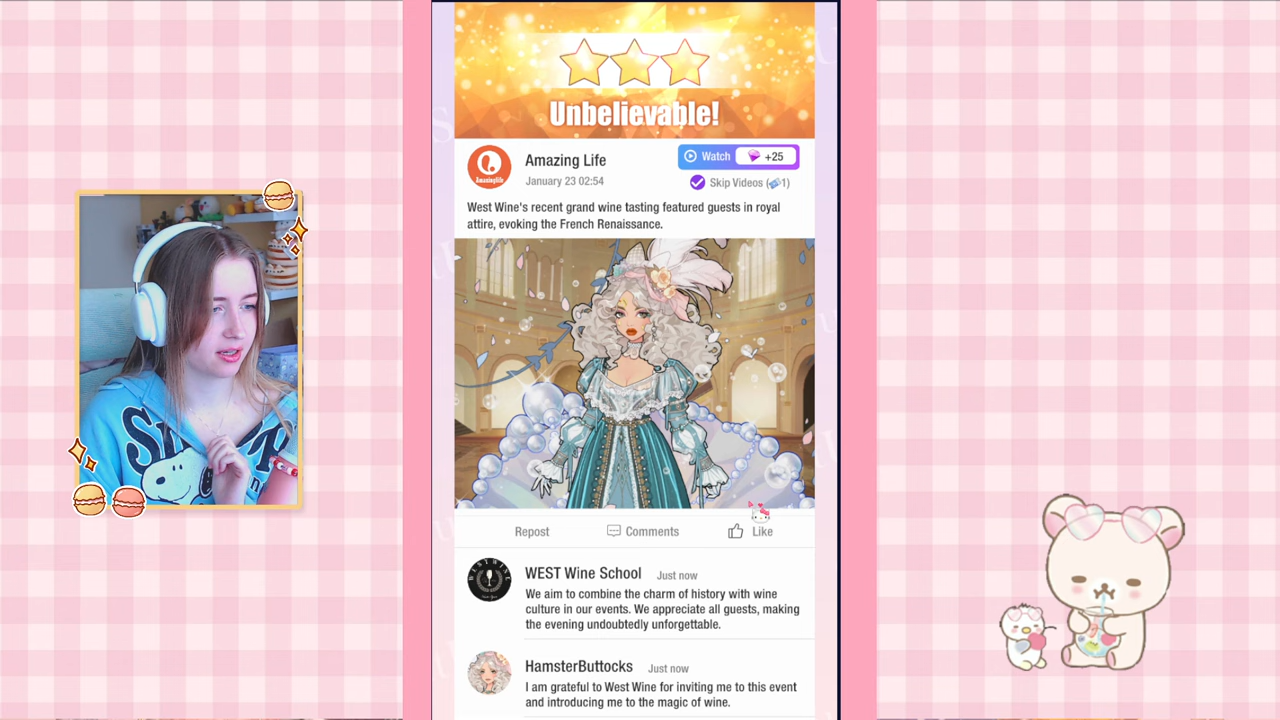 Unbelievable!
Amazing Life
January 23 02:54
Watch +25
Skip Videos ( 1)
West Wine's recent grand wine tasting featured guests in royal
attire, evoking the French Renaissance.
Repost Comments Like
WEST Wine School Just now
We aim to combine the charm of history with wine
culture in our events. We appreciate all guests, making
the evening undoubtedly unforgettable.
HamsterButtocks Just now
I am grateful to West Wine for inviting me to this event
and introducing me to the magic of wine.